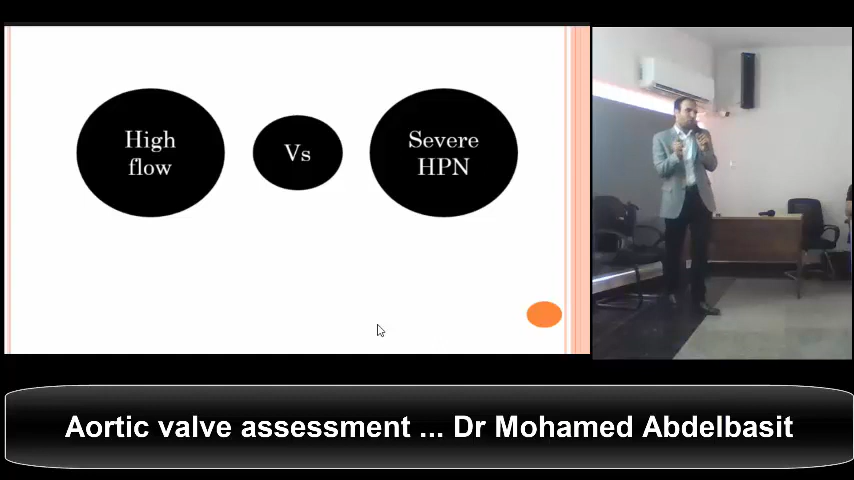 High
flow
Vs
Severe
HPN
Aortic valve assessment ... Dr Mohamed Abdelbasit